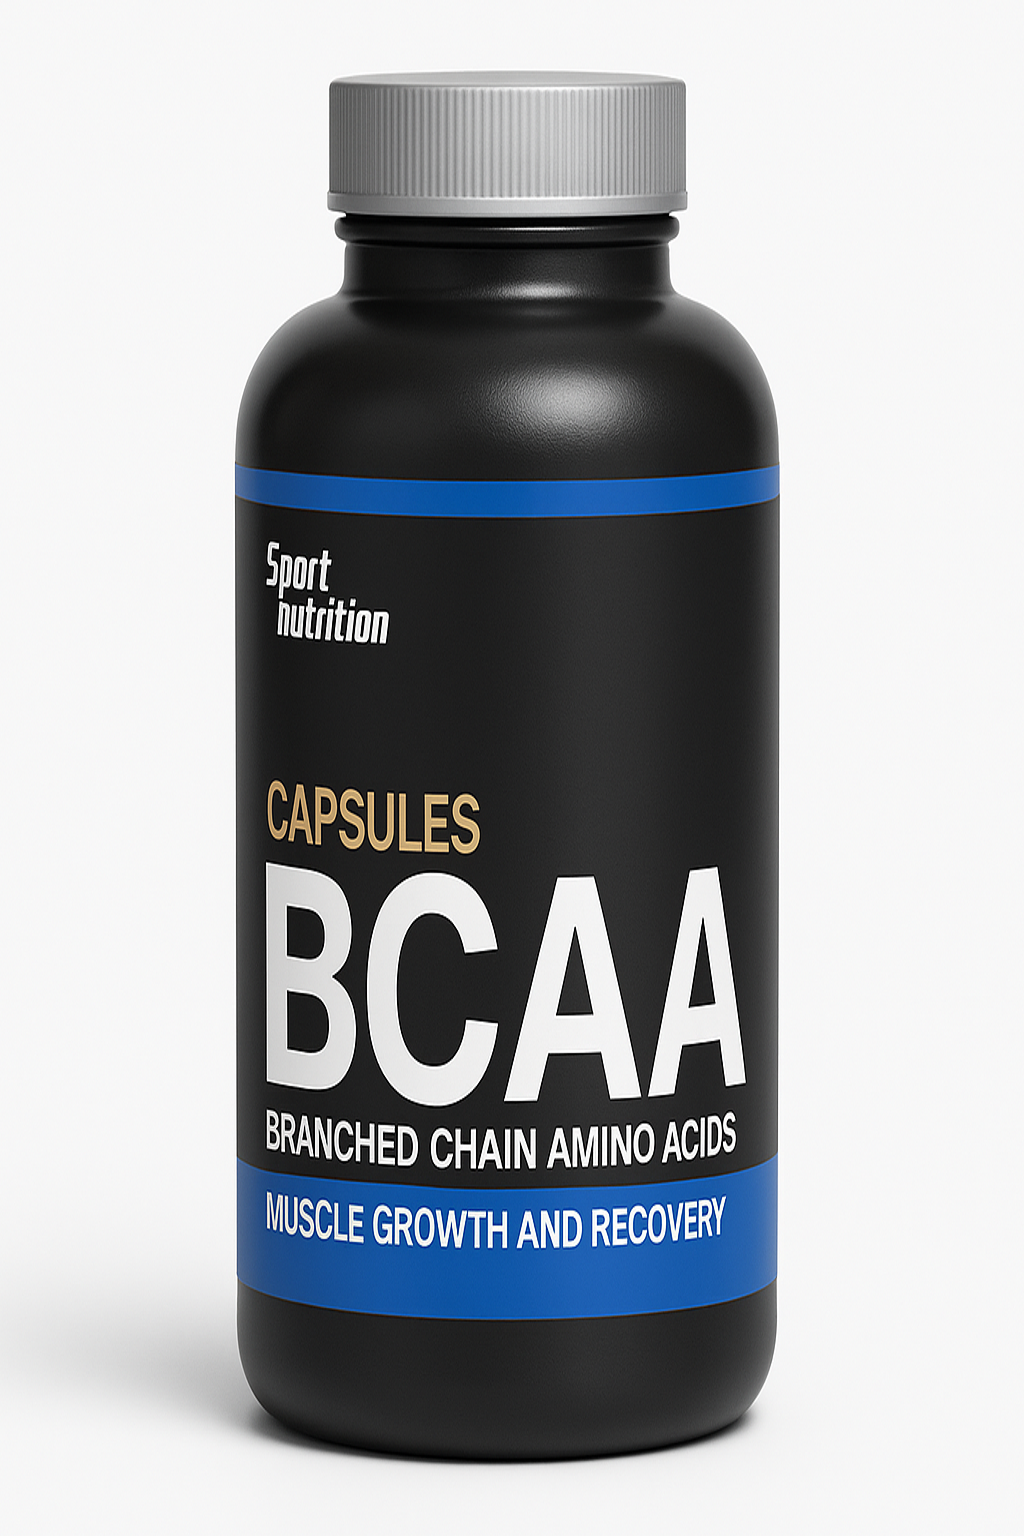 Sport
nutrition
CAPSULES
BCAA
BRANCHED CHAIN AMINO ACIDS
MUSCLE GROWTH AND RECOVERY